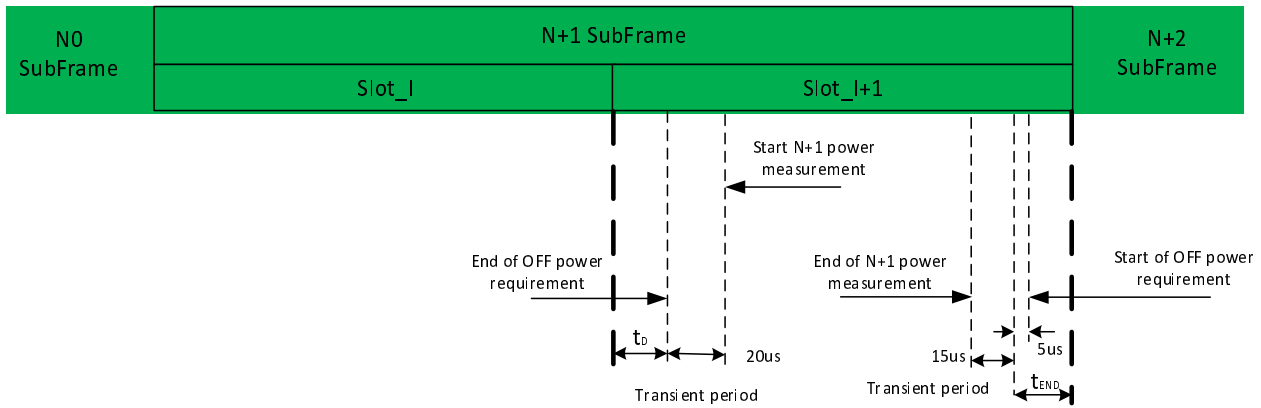 N0
SubFrame
N+1 SubFrame
N+2
SubFrame
Slot_I
Slot_I+1
Start N+1 power
measurement
End of OFF power
requirement
End of N+1 power
measurement
Start of OFF power
requirement
tD
20us
15us
5us
Transient period
Transient period
tEND